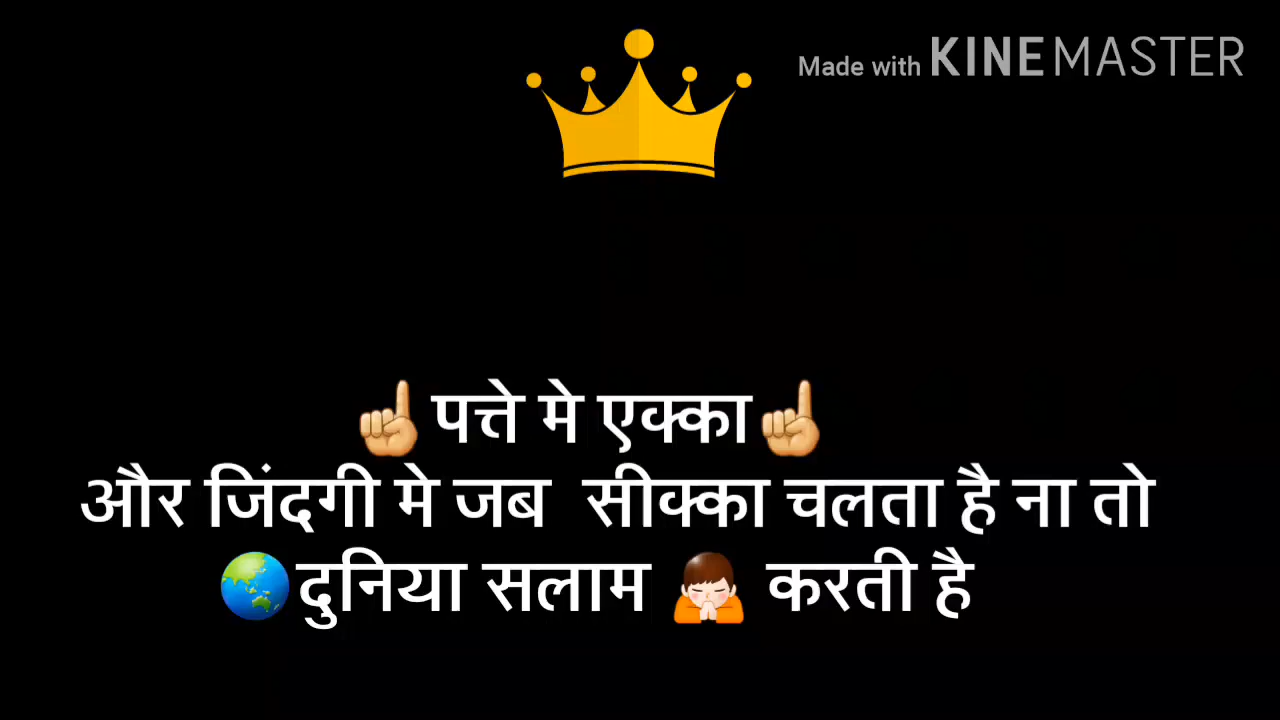 Made with KINEMASTER
☝पत्ते मे एक्का☝
और जिंदगी मे जब सीक्का चलता है ना तो
🌏दुनिया सलाम 🙏 करती है